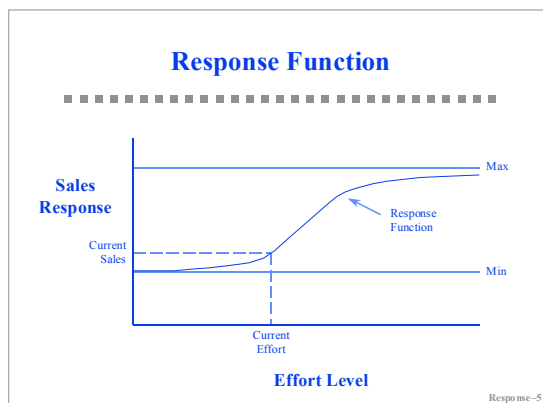 Response Function
Max
Sales
Response
Response
Function
Current
Sales
Min
Current
Effort
Effort Level
Response–5